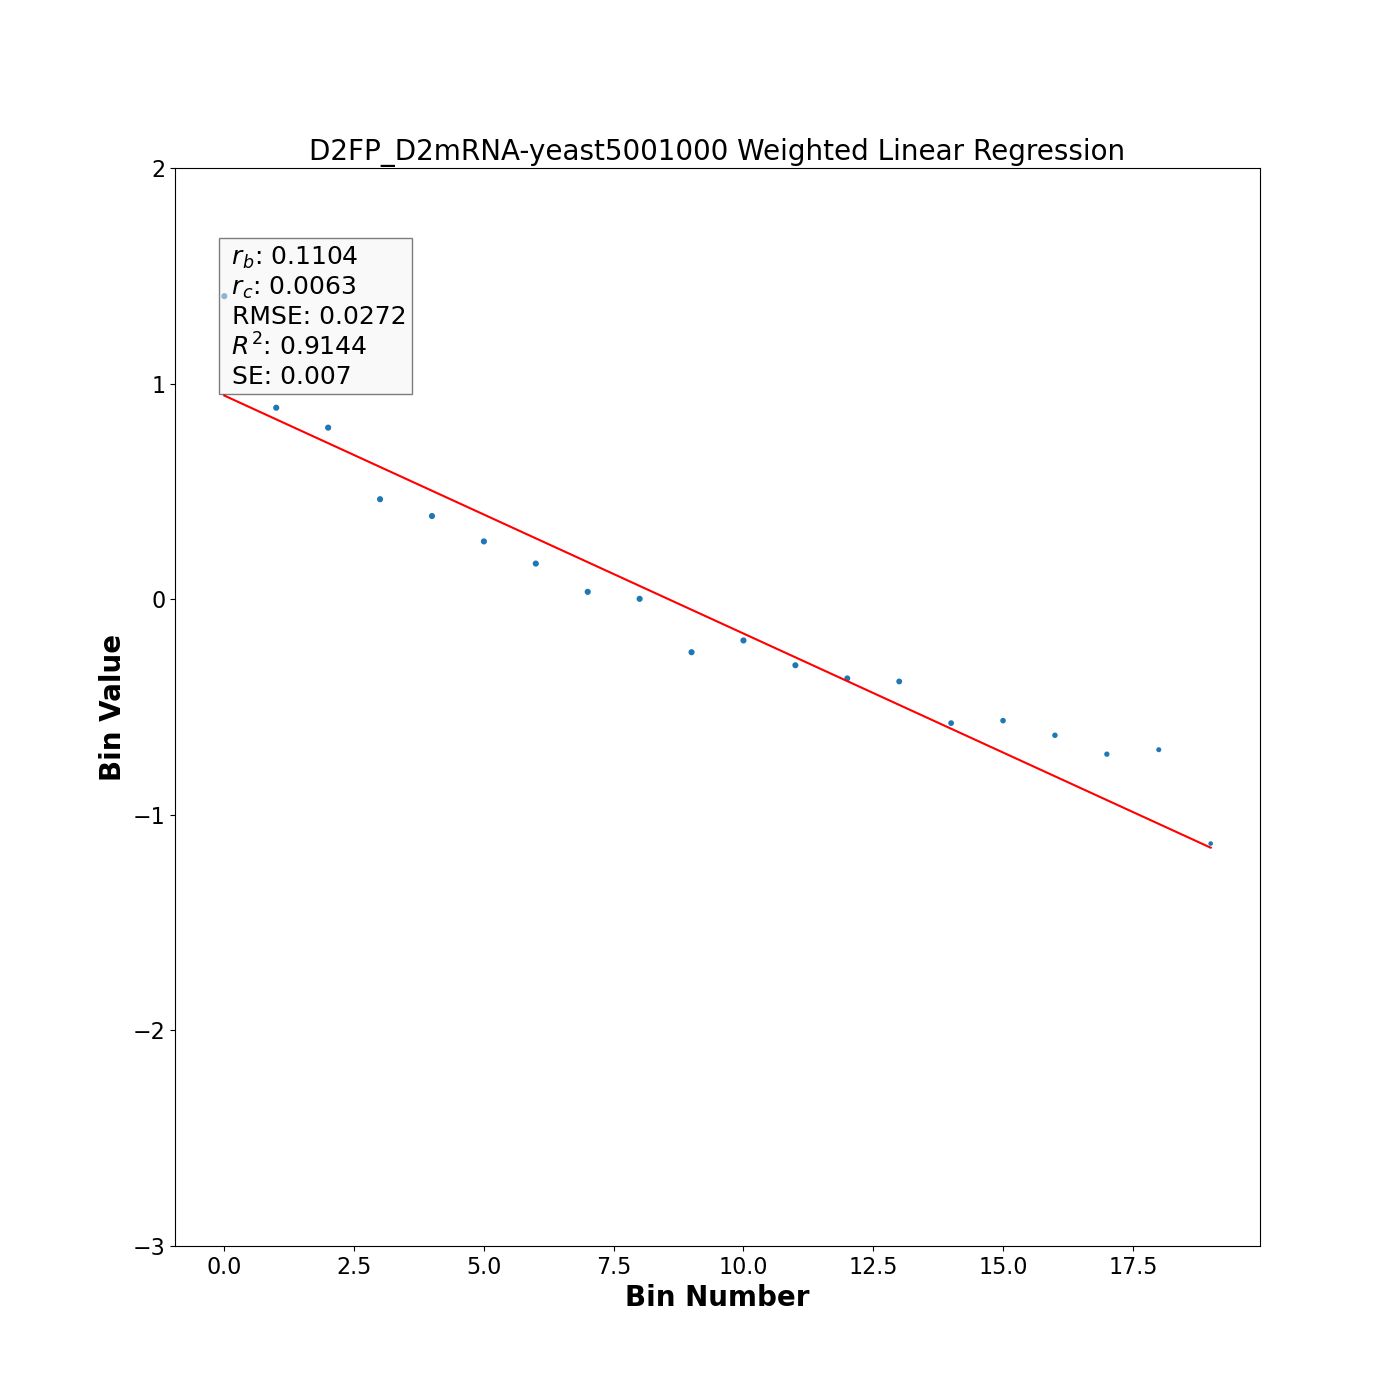 D2FP_D2mRNA-yeast5001000 Weighted Linear Regression
2
r_b: 0.1104
r_c: 0.0063
RMSE: 0.0272
R²: 0.9144
SE: 0.007
1
0
−1
−2
−3
Bin Value
0.0 2.5 5.0 7.5 10.0 12.5 15.0 17.5
Bin Number